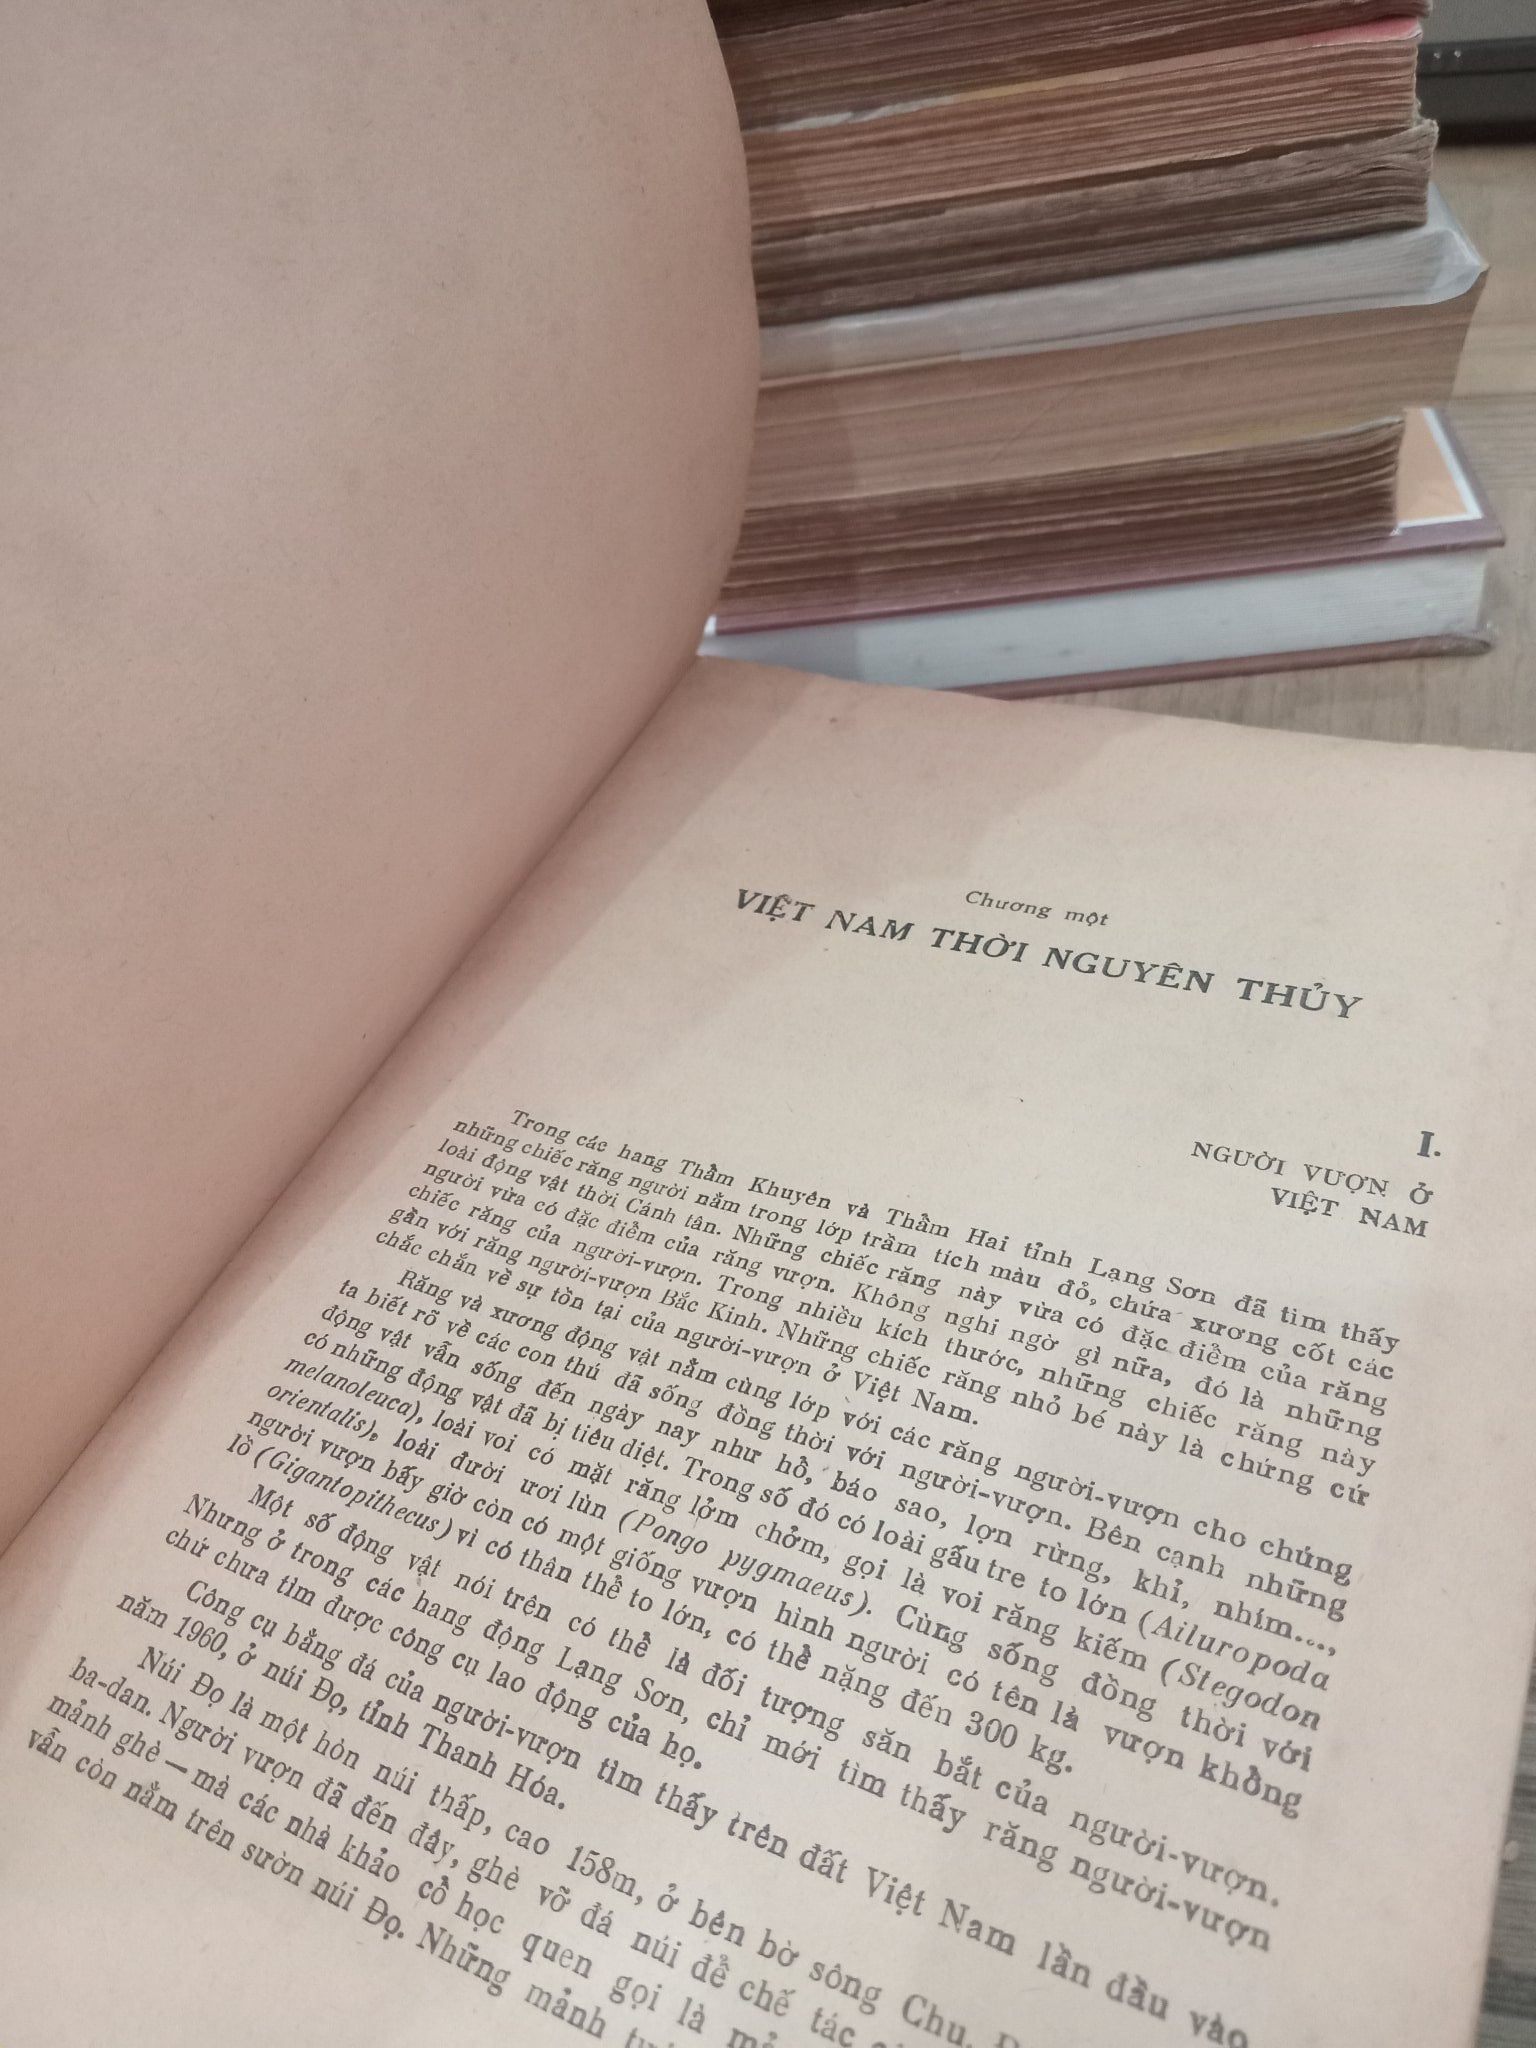 Chương một
VIỆT NAM THỜI NGUYÊN THỦY
I.
NGƯỜI VƯỢN Ở
VIỆT NAM
Trong các hang Thẩm Khuyên và Thẩm Hai tỉnh Lạng Sơn đã tìm thấy
những chiếc răng người nằm trong lớp trầm tích màu đỏ, chứa xương cốt các
loài động vật thời Cánh tân. Những chiếc răng này vừa có đặc điểm của răng
người vừa có đặc điểm của răng vượn. Không nghi ngờ gì nữa, đó là những
chiếc răng của người-vượn. Trong nhiều kích thước, những chiếc răng này
gần với răng người-vượn Bắc Kinh. Những chiếc răng nhỏ bé này là chứng cứ
chắc chắn về sự tồn tại của người-vượn ở Việt Nam.
Răng và xương động vật nằm cùng lớp với các răng người-vượn cho chúng
ta biết rõ về các con thú đã sống đồng thời với người-vượn. Bên cạnh những
động vật vẫn sống đến ngày nay như hổ, báo sao, lợn rừng, khỉ, nhím...,
có những động vật đã bị tiêu diệt. Trong số đó có loài gấu tre to lớn (Ailuropoda
melanoleuca), loài voi có mặt răng lởm chởm, gọi là voi răng kiếm (Stegodon
orientalis), loài đười ươi lùn (Pongo pygmaeus). Cùng sống đồng thời với
người vượn bấy giờ còn có một giống vượn hình người có tên là vượn khổng
lồ (Gigantopithecus) vì có thân thể to lớn, có thể nặng đến 300 kg.
Một số động vật nói trên có thể là đối tượng săn bắt của người-vượn.
Nhưng ở trong các hang động Lạng Sơn, chỉ mới tìm thấy răng người-vượn
chứ chưa tìm được công cụ lao động của họ.
Công cụ bằng đá của người-vượn tìm thấy trên đất Việt Nam lần đầu vào
năm 1960, ở núi Đọ, tỉnh Thanh Hóa.
Núi Đọ là một hòn núi thấp, cao 158m, ở bên bờ sông Chu.
ba-dan. Người vượn đã đến đây, ghè vỡ đá núi để chế tác
mảnh ghè — mà các nhà khảo cổ học quen gọi là
vẫn còn nằm trên sườn núi Đọ. Những mảnh